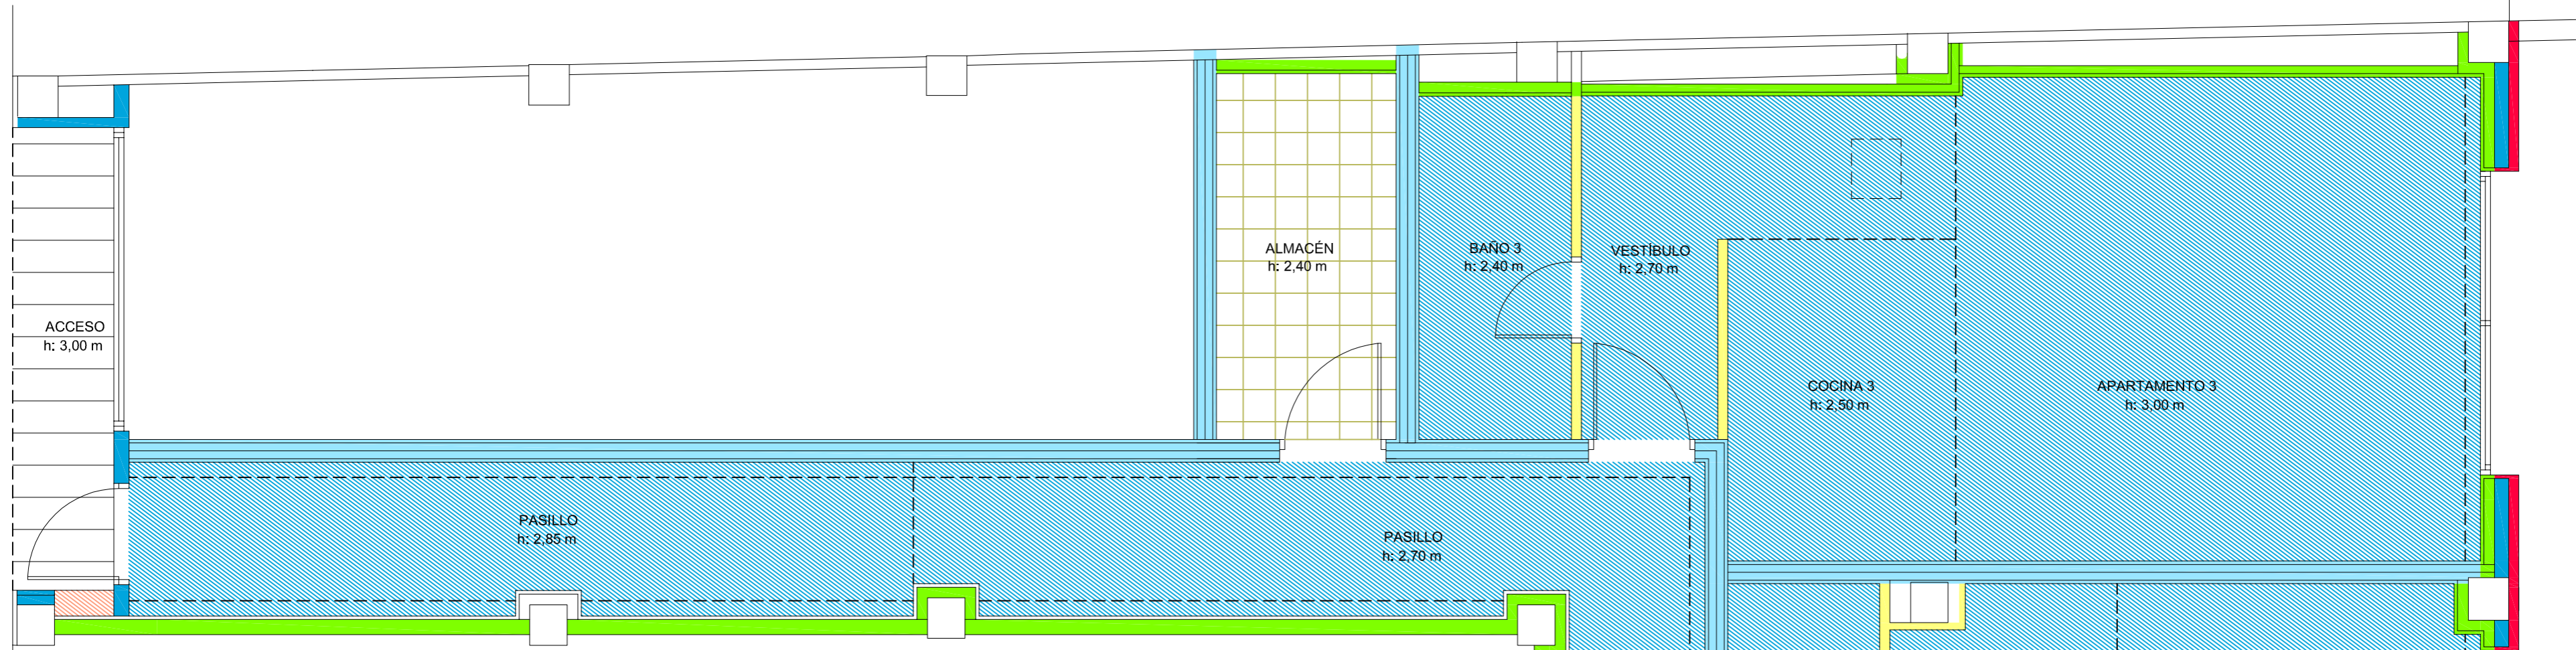 ACCESO
h: 3,00 m
ALMACÉN
h: 2,40 m
BAÑO 3
h: 2,40 m
VESTÍBULO
h: 2,70 m
COCINA 3
h: 2,50 m
APARTAMENTO 3
h: 3,00 m
PASILLO
h: 2,85 m
PASILLO
h: 2,70 m